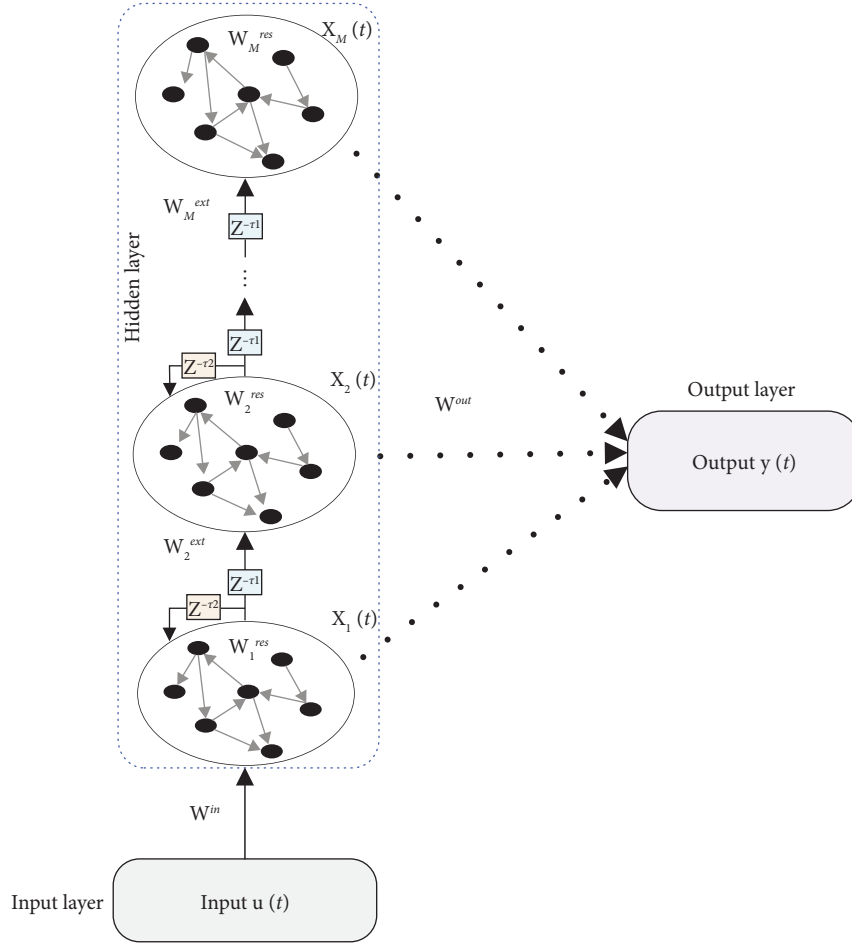 X_M (t)
W_M^res
W_M^ext
Z^-τ1
Hidden layer
⋮
Z^-τ1
Z^-τ2
X_2 (t)
W_2^res
W^out
Output layer
Output y (t)
W_2^ext
Z^-τ1
Z^-τ2
X_1 (t)
W_1^res
W^in
Input layer
Input u (t)